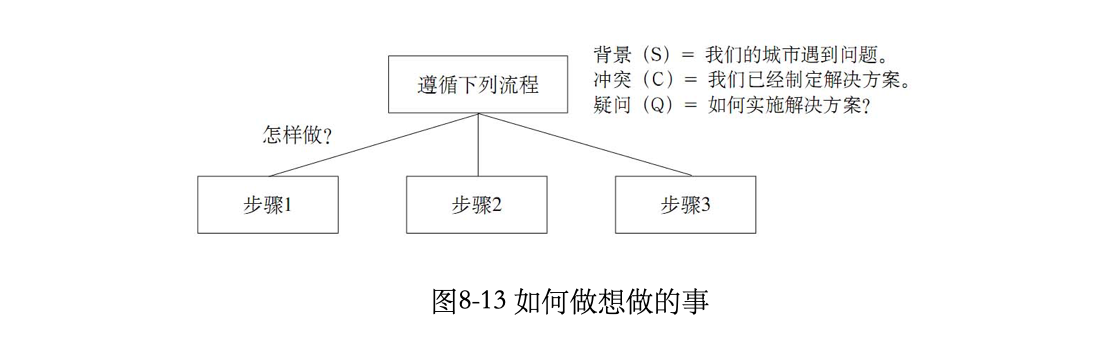 遵循下列流程
背景（S）= 我们的城市遇到问题。
冲突（C）= 我们已经制定解决方案。
疑问（Q）= 如何实施解决方案?
怎样做?
步骤1
步骤2
步骤3
图8-13 如何做想做的事